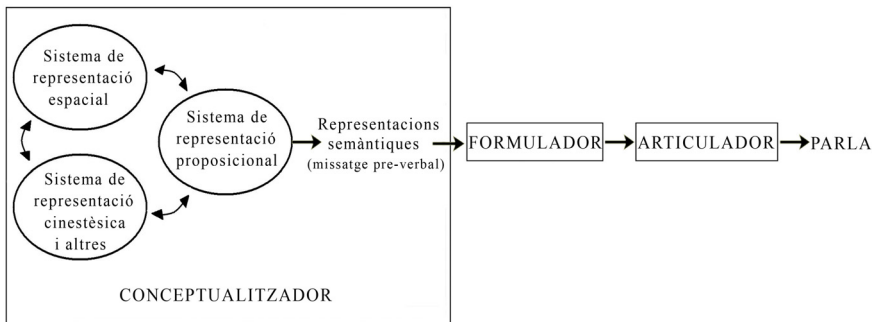 Sistema de
representació
espacial
Sistema de
representació
proposicional
Sistema de
representació
cinestèsica
i altres
Representacions
semàntiques
(missatge pre-verbal)
FORMULADOR
ARTICULADOR
PARLA
CONCEPTUALITZADOR